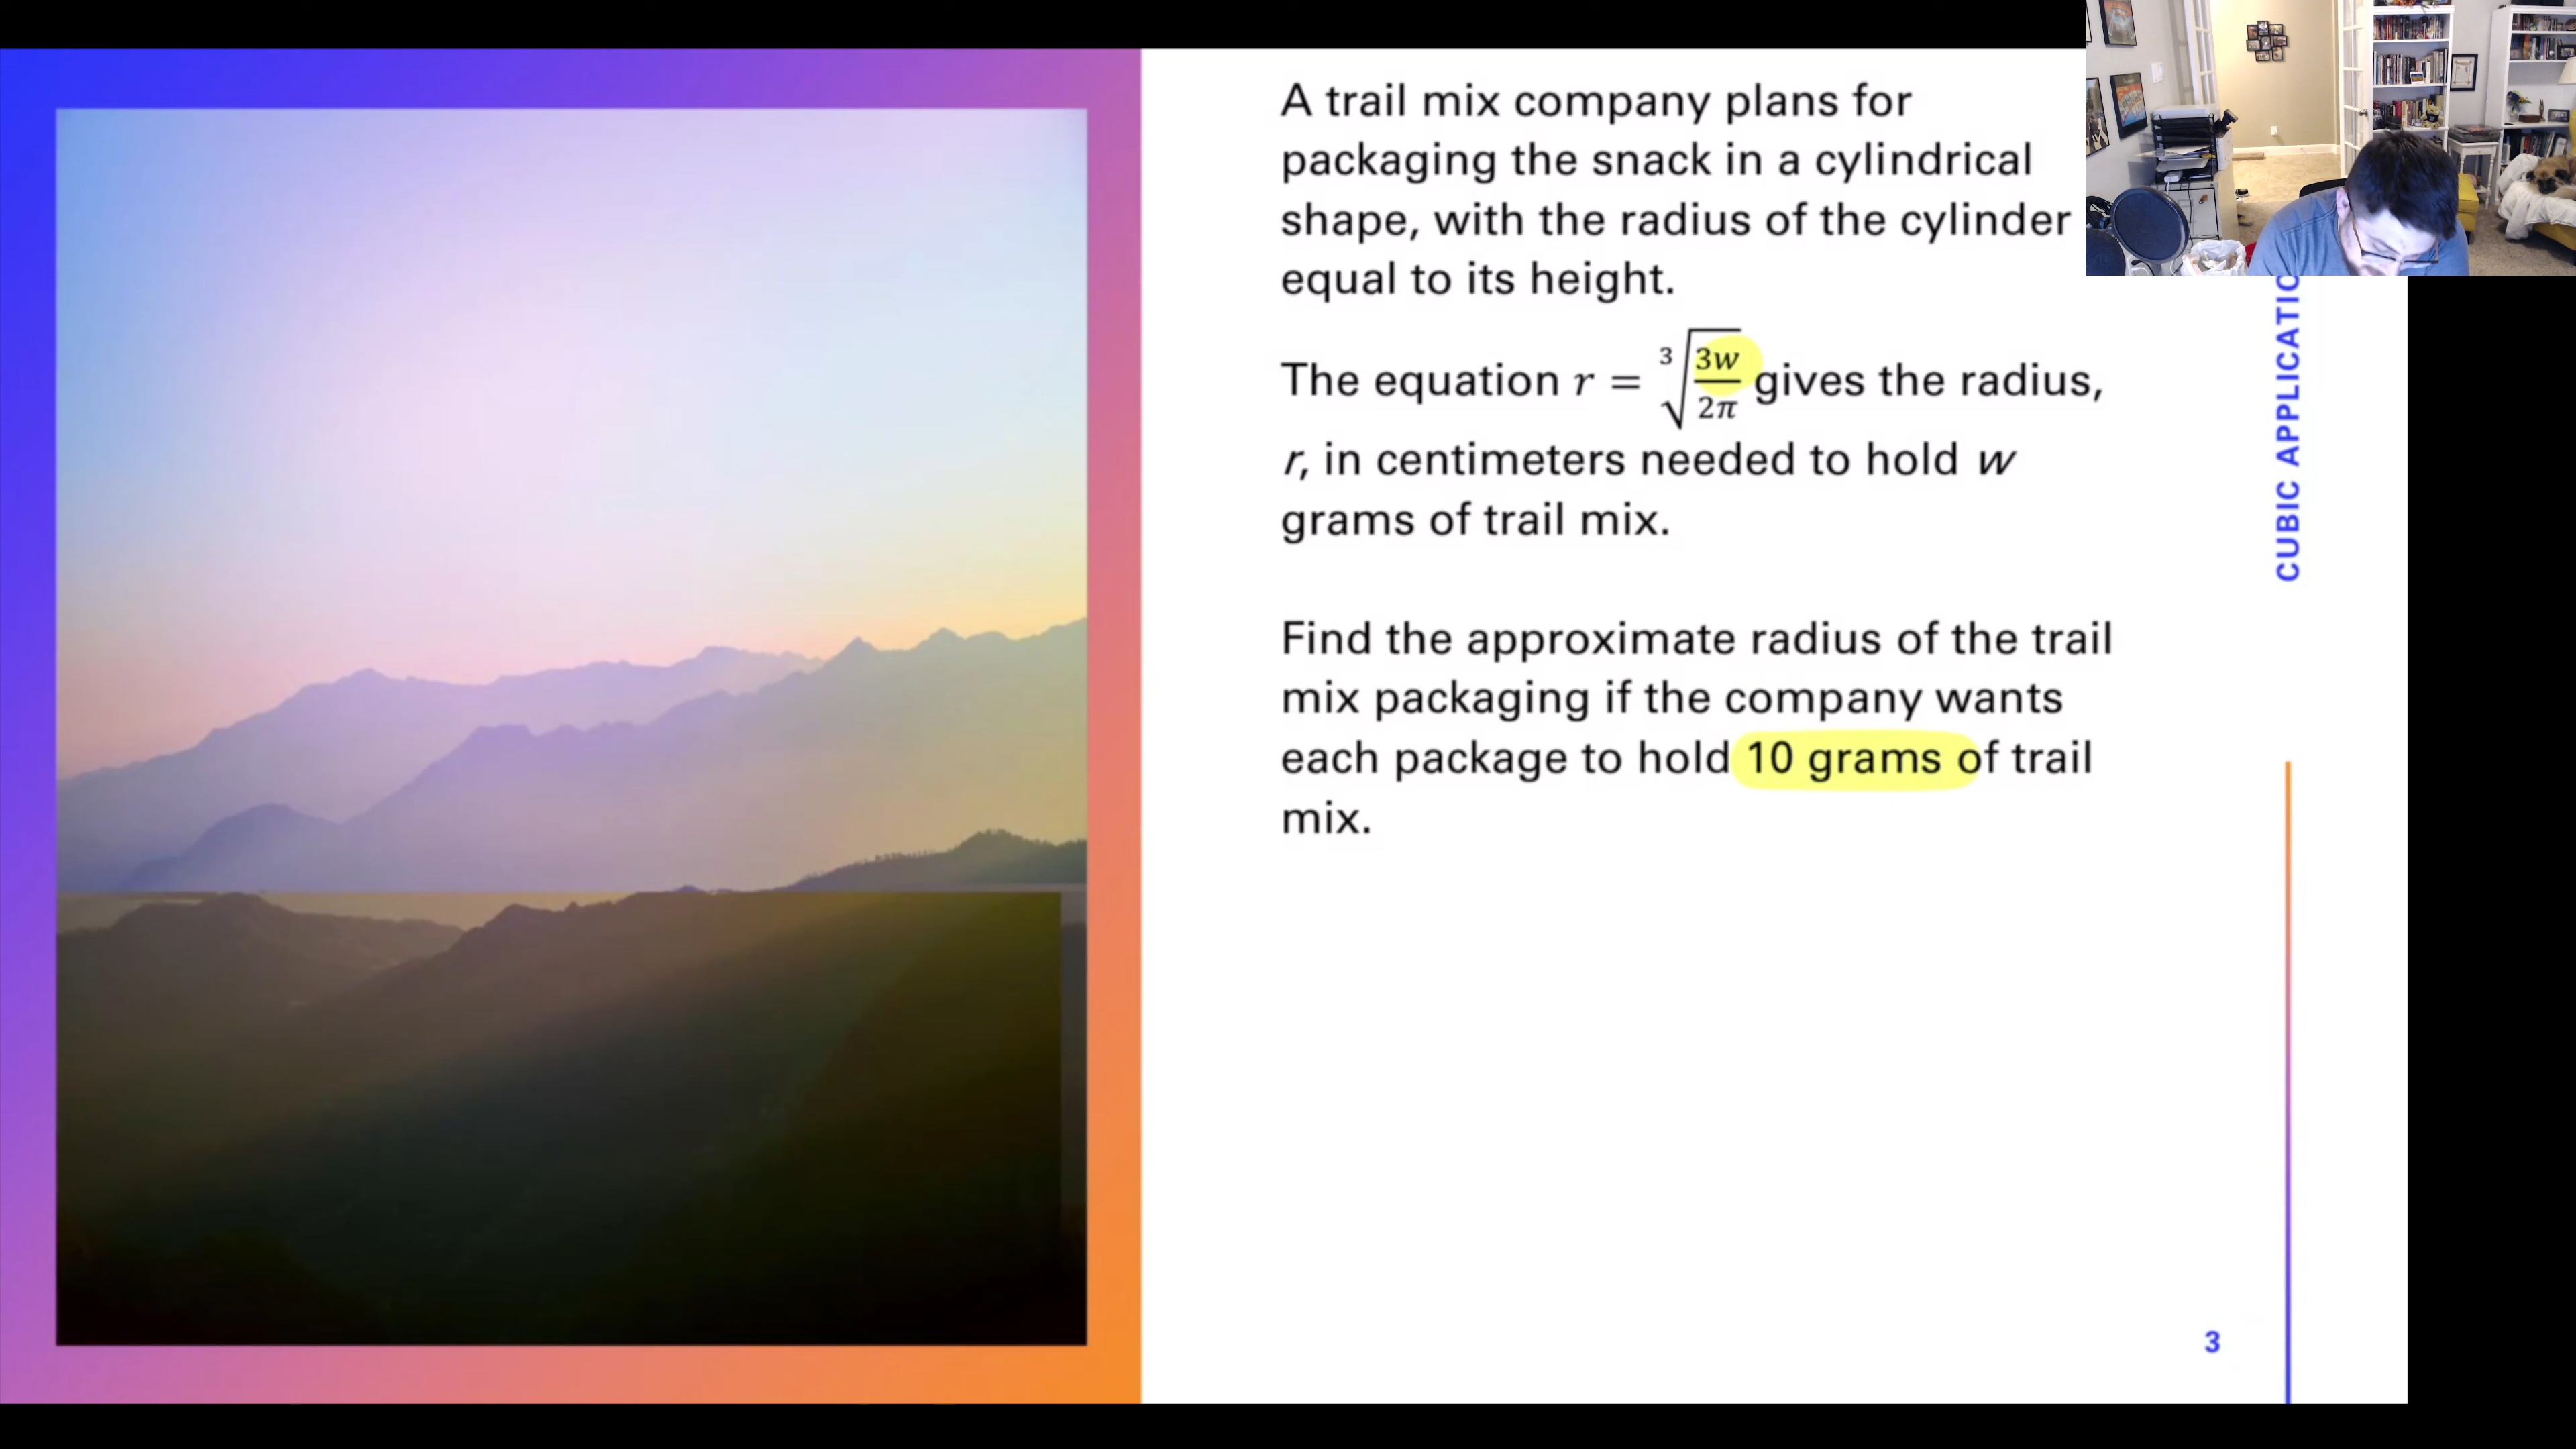 A trail mix company plans for
packaging the snack in a cylindrical
shape, with the radius of the cylinder
equal to its height.
The equation r = ∛(3w/2π) gives the radius,
r, in centimeters needed to hold w
grams of trail mix.
Find the approximate radius of the trail
mix packaging if the company wants
each package to hold 10 grams of trail
mix.
CUBIC APPLICATIO
3